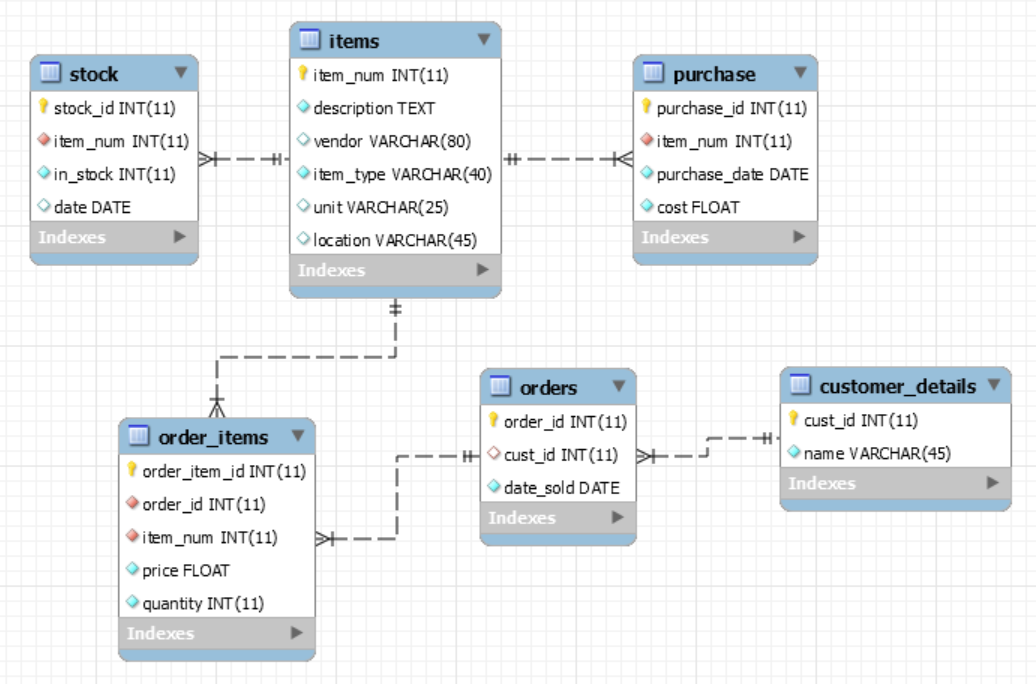 stock
stock_id INT(11)
item_num INT(11)
in_stock INT(11)
date DATE
Indexes
items
item_num INT(11)
description TEXT
vendor VARCHAR(80)
item_type VARCHAR(40)
unit VARCHAR(25)
location VARCHAR(45)
Indexes
purchase
purchase_id INT(11)
item_num INT(11)
purchase_date DATE
cost FLOAT
Indexes
order_items
order_item_id INT(11)
order_id INT(11)
item_num INT(11)
price FLOAT
quantity INT(11)
Indexes
orders
order_id INT(11)
cust_id INT(11)
date_sold DATE
Indexes
customer_details
cust_id INT(11)
name VARCHAR(45)
Indexes